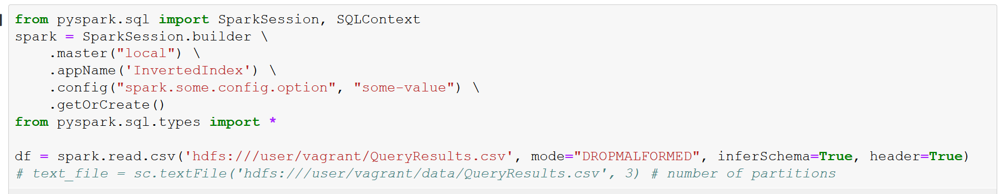 from pyspark.sql import SparkSession, SQLContext
spark = SparkSession.builder \
    .master("local") \
    .appName('InvertedIndex') \
    .config("spark.some.config.option", "some-value") \
    .getOrCreate()
from pyspark.sql.types import *

df = spark.read.csv('hdfs:///user/vagrant/QueryResults.csv', mode="DROPMALFORMED", inferSchema=True, header=True)
# text_file = sc.textFile('hdfs:///user/vagrant/data/QueryResults.csv', 3) # number of partitions